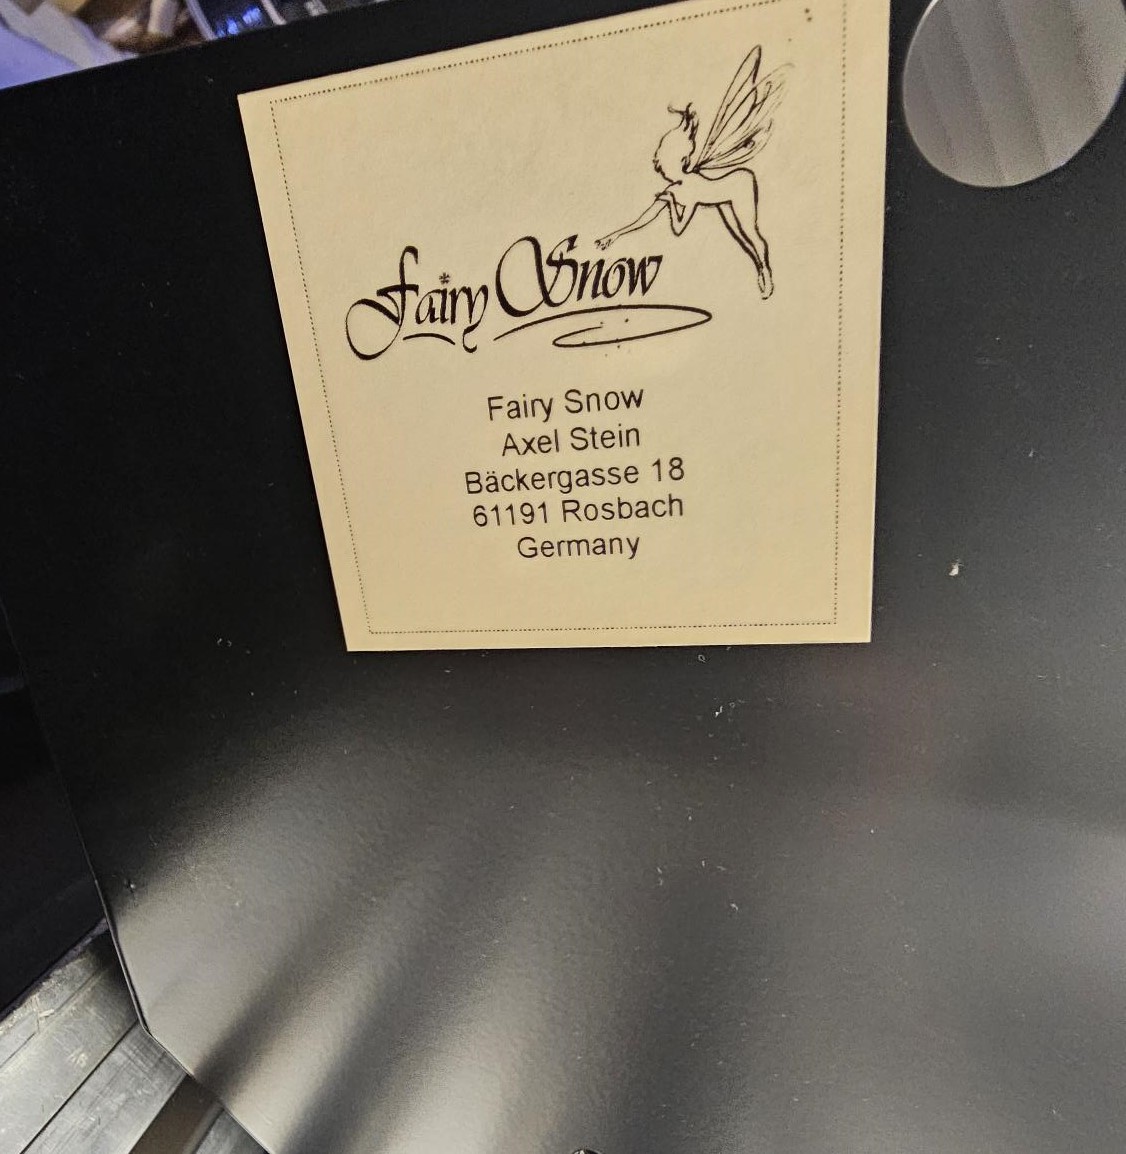 Fairy Snow
Fairy Snow
Axel Stein
Bäckergasse 18
61191 Rosbach
Germany